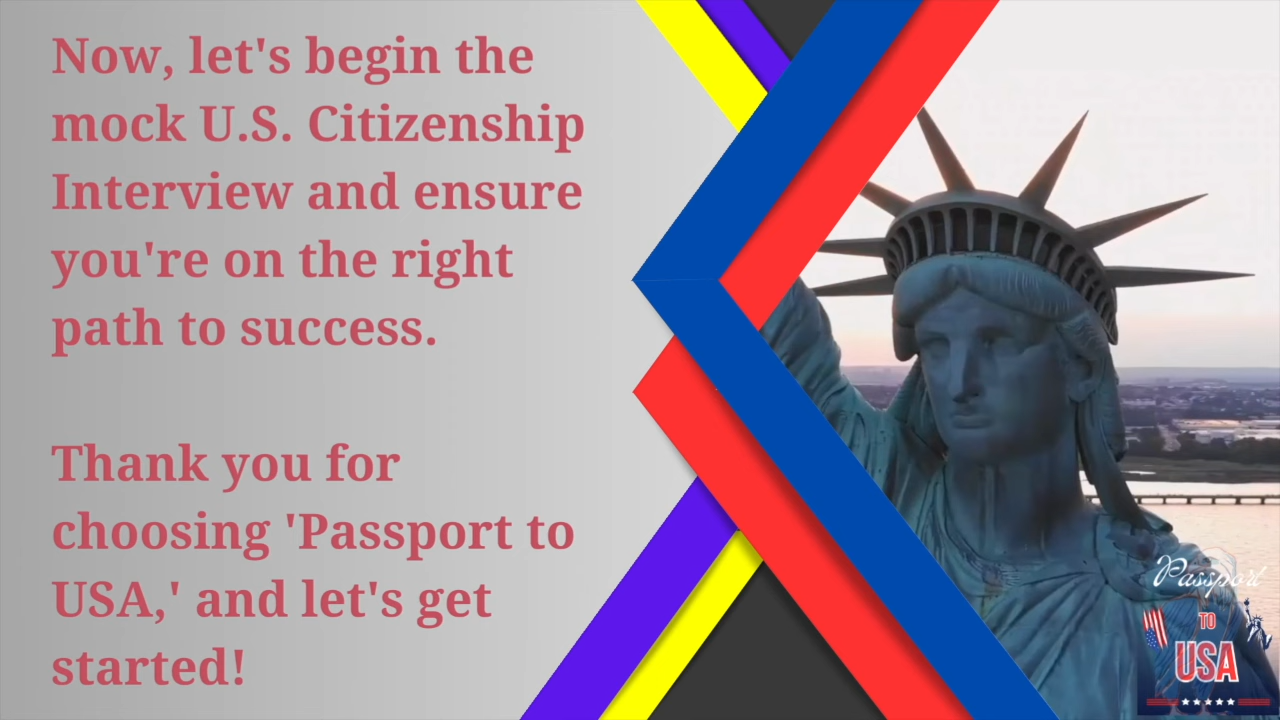 Now, let's begin the
mock U.S. Citizenship
Interview and ensure
you're on the right
path to success.
Thank you for
choosing 'Passport to
USA,' and let's get
started!
Passport
TO
USA